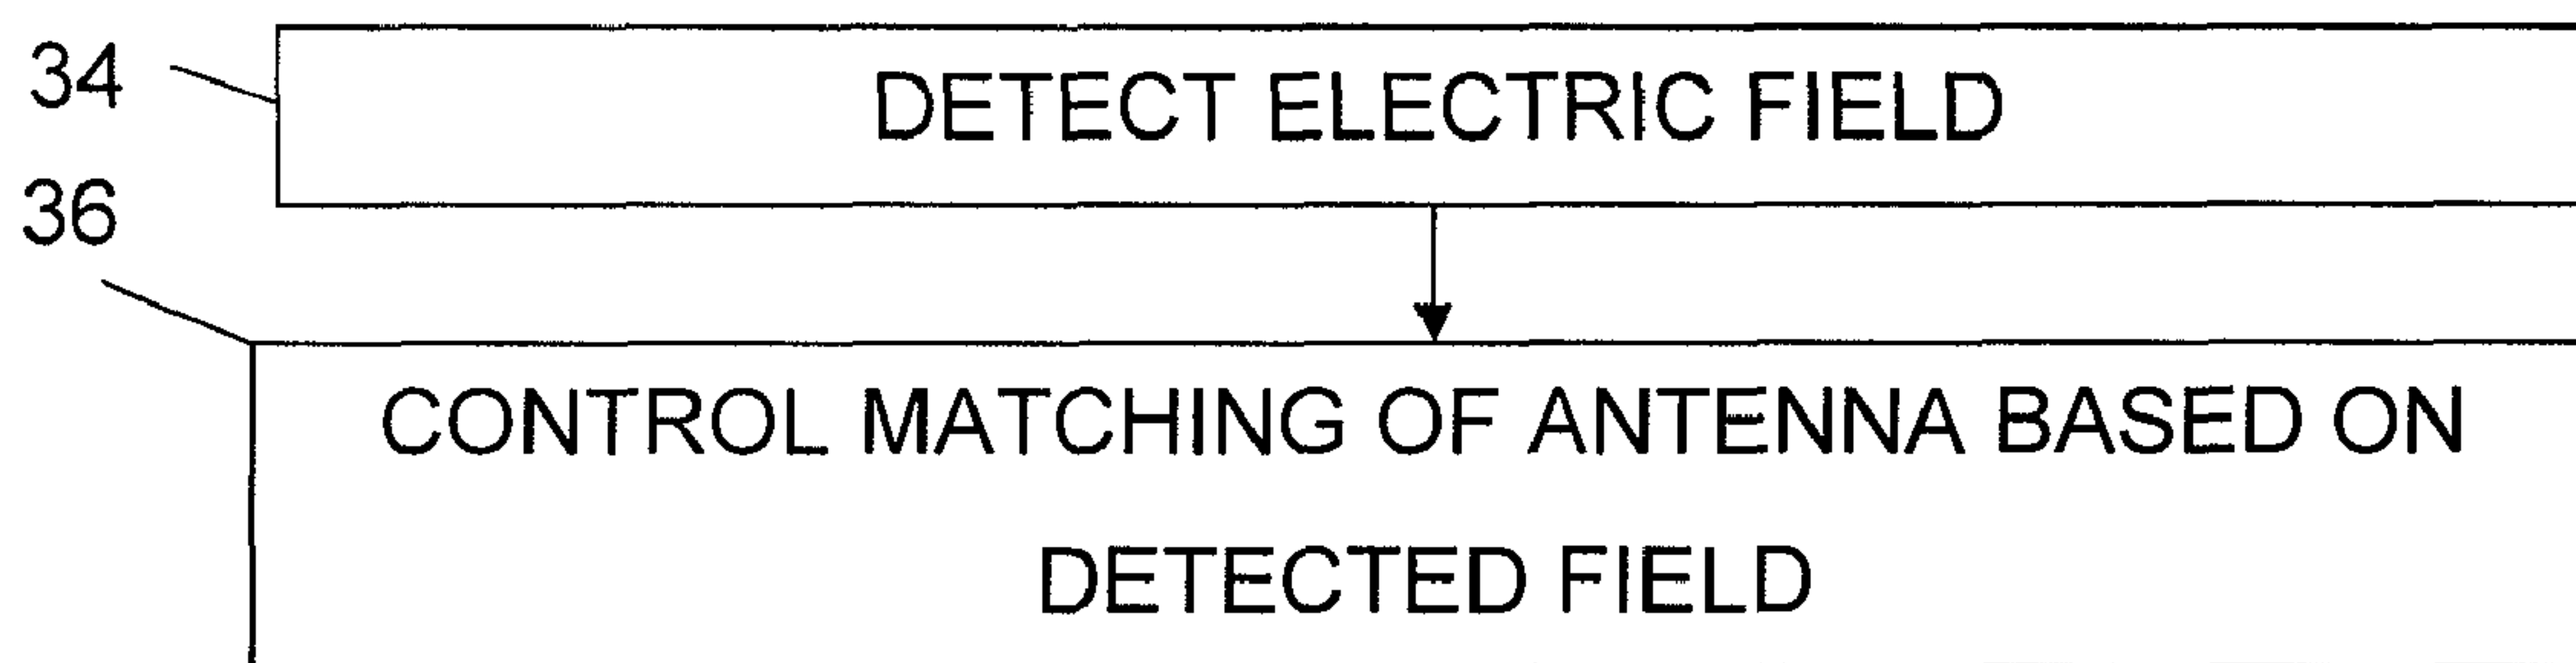 34
DETECT ELECTRIC FIELD
36
CONTROL MATCHING OF ANTENNA BASED ON
DETECTED FIELD